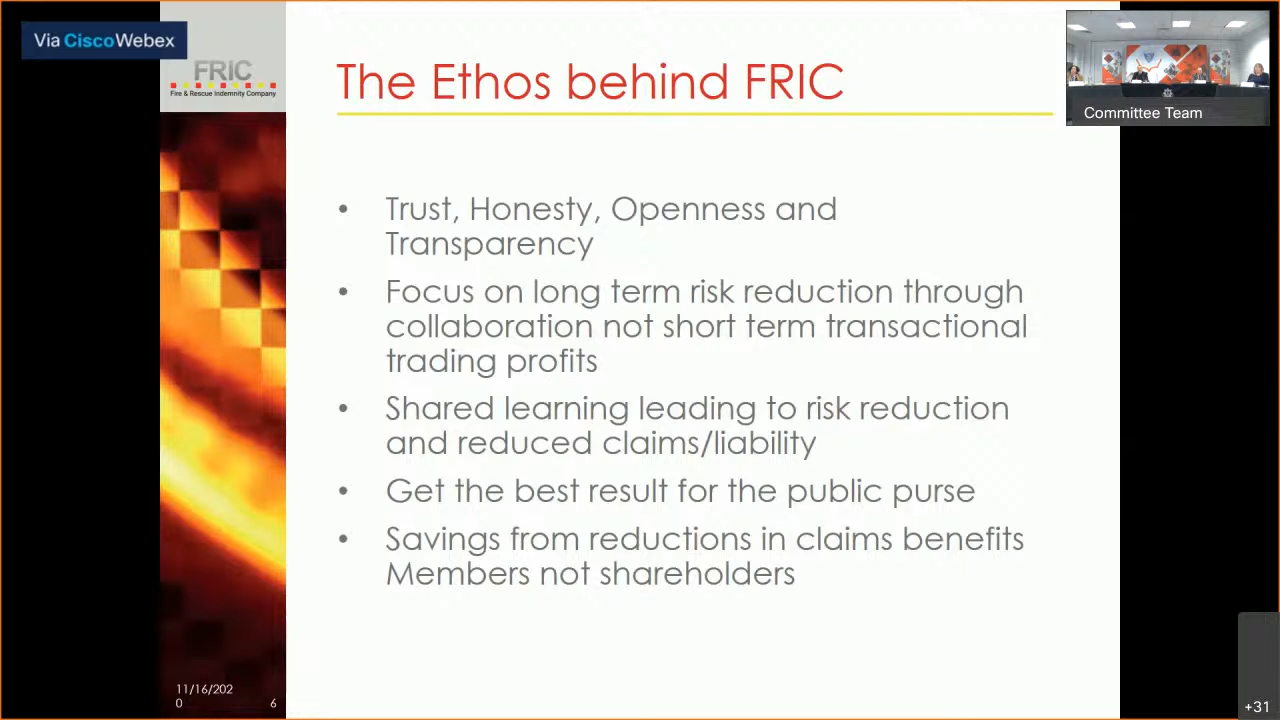 Via CiscoWebex
FRIC
Fire & Rescue Indemnity Company
The Ethos behind FRIC
Committee Team
• Trust, Honesty, Openness and
Transparency
• Focus on long term risk reduction through
collaboration not short term transactional
trading profits
• Shared learning leading to risk reduction
and reduced claims/liability
• Get the best result for the public purse
• Savings from reductions in claims benefits
Members not shareholders
11/16/202
0
6
+31